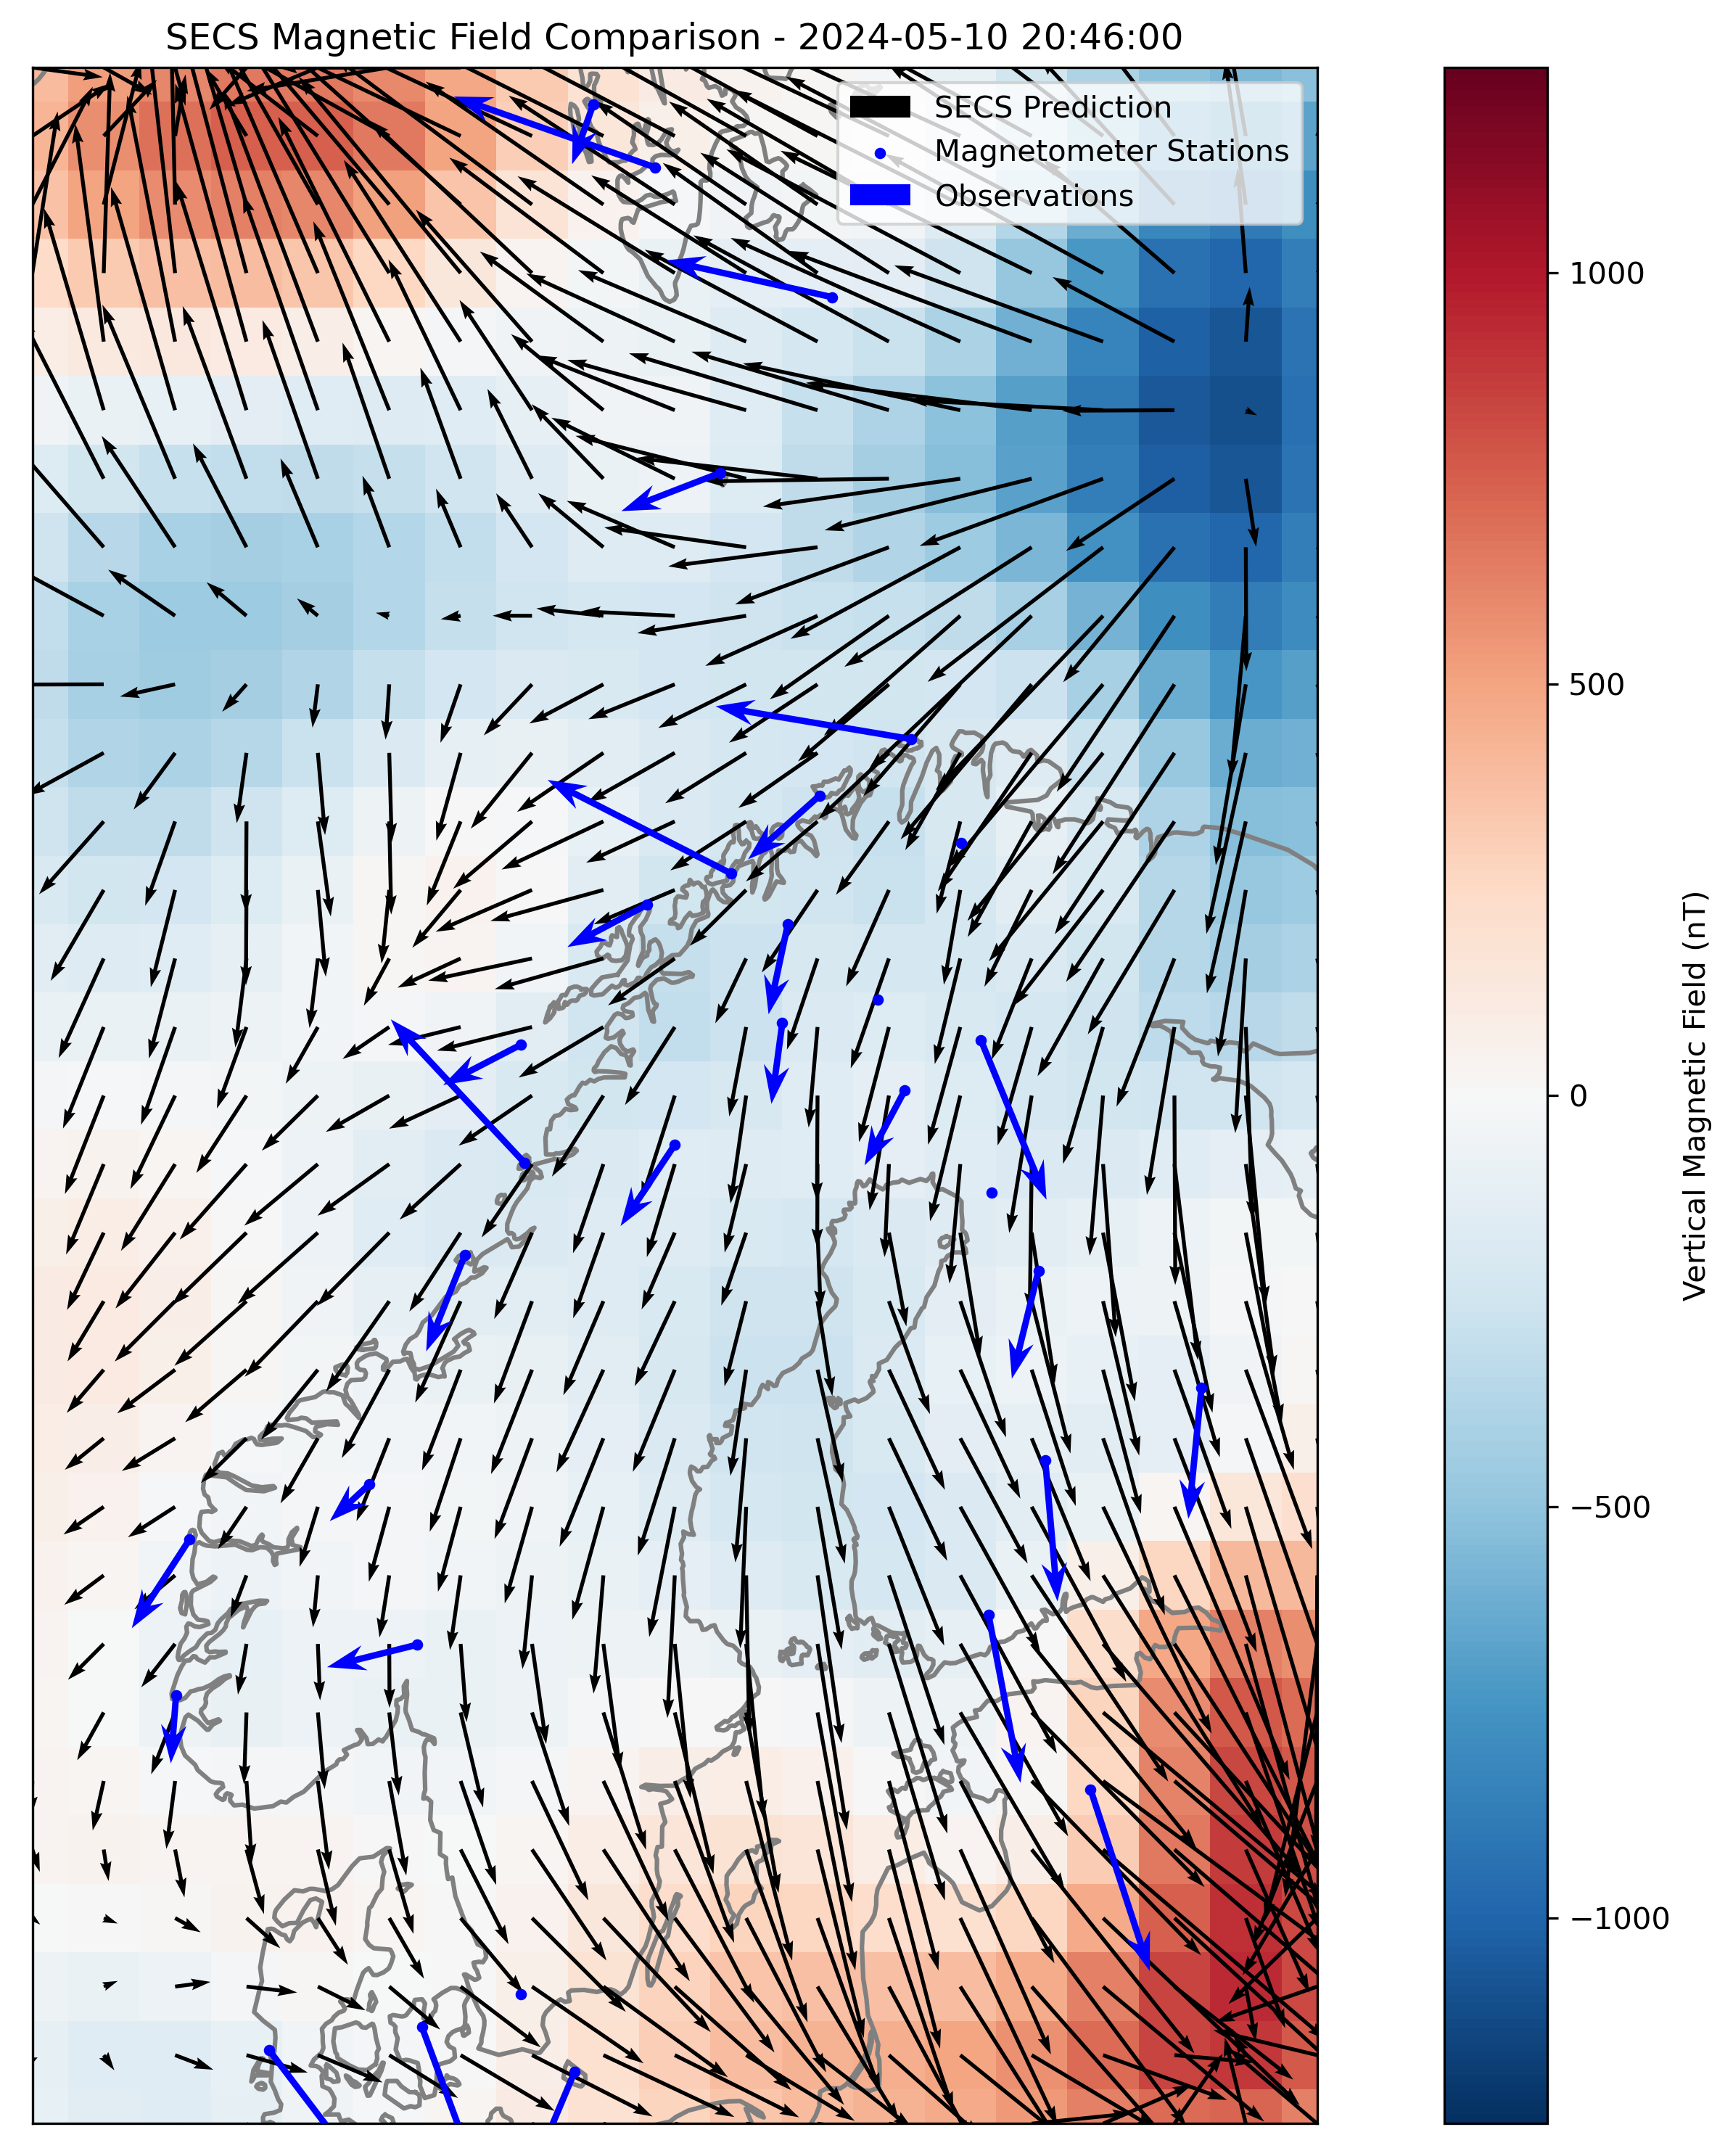 SECS Magnetic Field Comparison - 2024-05-10 20:46:00
SECS Prediction
Magnetometer Stations
Observations
1000
500
0
−500
−1000
Vertical Magnetic Field (nT)